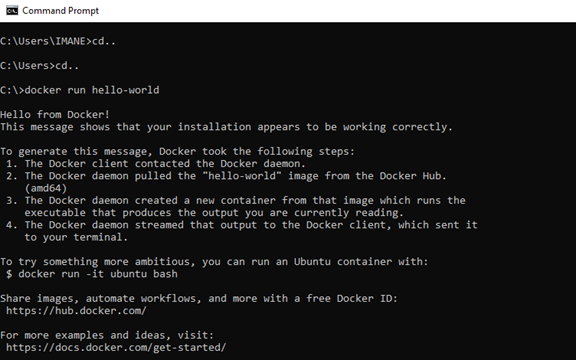 Command Prompt
C:\Users\IMANE>cd..
C:\Users>cd..
C:\>docker run hello-world
Hello from Docker!
This message shows that your installation appears to be working correctly.
To generate this message, Docker took the following steps:
1. The Docker client contacted the Docker daemon.
2. The Docker daemon pulled the "hello-world" image from the Docker Hub.
(amd64)
3. The Docker daemon created a new container from that image which runs the
executable that produces the output you are currently reading.
4. The Docker daemon streamed that output to the Docker client, which sent it
to your terminal.
To try something more ambitious, you can run an Ubuntu container with:
$ docker run -it ubuntu bash
Share images, automate workflows, and more with a free Docker ID:
https://hub.docker.com/
For more examples and ideas, visit:
https://docs.docker.com/get-started/